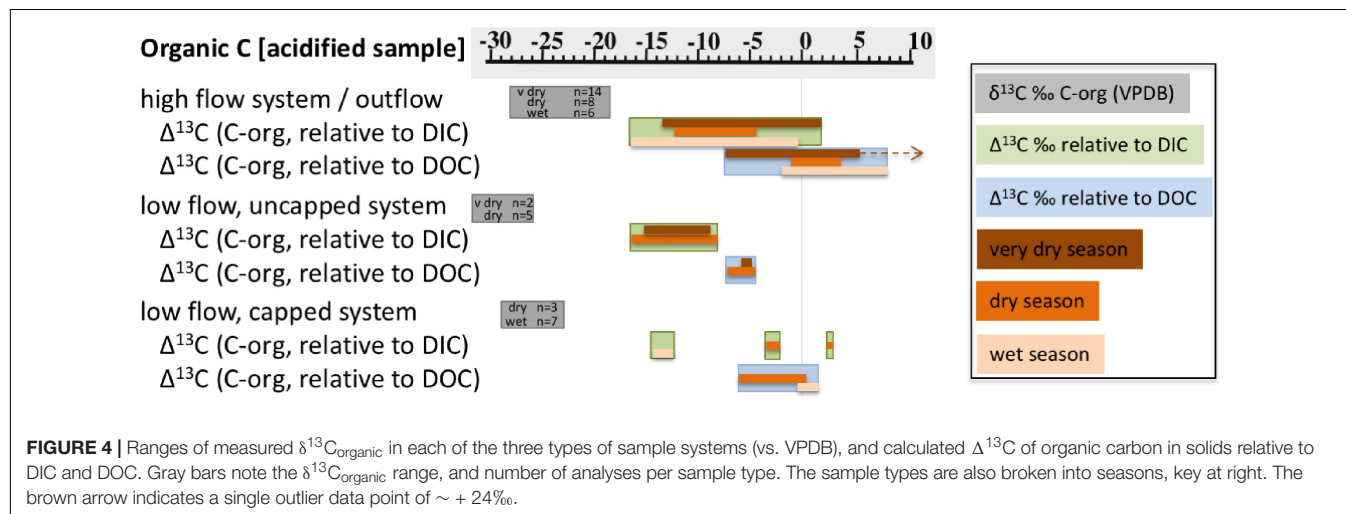 Organic C [acidified sample]
-30 -25 -20 -15 -10 -5 0 5 10
high flow system / outflow
v dry n=14
dry n=8
wet n=6
Δ¹³C (C-org, relative to DIC)
Δ¹³C (C-org, relative to DOC)
low flow, uncapped system
v dry n=2
dry n=5
Δ¹³C (C-org, relative to DIC)
Δ¹³C (C-org, relative to DOC)
low flow, capped system
dry n=3
wet n=7
Δ¹³C (C-org, relative to DIC)
Δ¹³C (C-org, relative to DOC)
δ¹³C ‰ C-org (VPDB)
Δ¹³C ‰ relative to DIC
Δ¹³C ‰ relative to DOC
very dry season
dry season
wet season
FIGURE 4 | Ranges of measured δ¹³Corganic in each of the three types of sample systems (vs. VPDB), and calculated Δ¹³C of organic carbon in solids relative to
DIC and DOC. Gray bars note the δ¹³Corganic range, and number of analyses per sample type. The sample types are also broken into seasons, key at right. The
brown arrow indicates a single outlier data point of ∼ + 24‰.